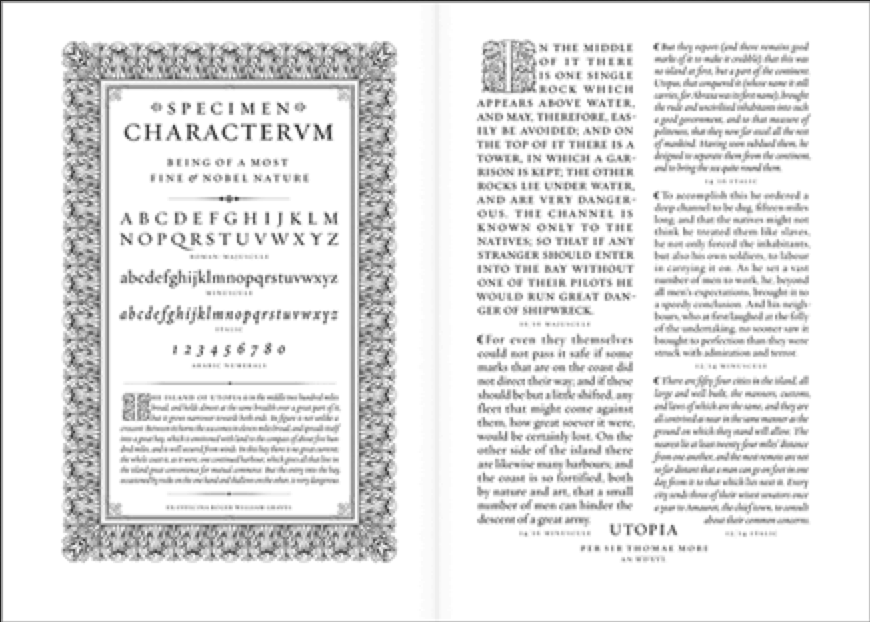 SPECIMEN
CHARACTERVM
BEING OF A MOST
FINE & NOBEL NATURE
A B C D E F G H I J K L M
N O P Q R S T U V W X Y Z
ROMAN MAJUSCULE
abcdefghijklmnopqrstuvwxyz
MINUSCULE
abcdefghijklmnopqrstuvwxyz
ITALIC
1 2 3 4 5 6 7 8 0
ARABIC NUMERALS
THE ISLAND OF UTOPIA is in the middle two hundred miles
broad, and holds almost at the same breadth over a great part of it,
but it grows narrower towards both ends. Its figure is not unlike a
crescent. Between its horns the sea comes in eleven miles broad, and spreads itself
into a great bay, which is environed with land to the compass of about five hun-
dred miles, and is well secured from winds. In this bay there is no great current;
the whole coast is, as it were, one continued harbour, which gives all that live in
the island great convenience for mutual commerce. But the entry into the bay,
occasioned by rocks on the one hand and shallows on the other, is very dangerous
IN THE MIDDLE
OF IT THERE
IS ONE SINGLE
ROCK WHICH
APPEARS ABOVE WATER,
AND MAY, THEREFORE, EAS-
ILY BE AVOIDED; AND ON
THE TOP OF IT THERE IS A
TOWER, IN WHICH A GAR-
RISON IS KEPT; THE OTHER
ROCKS LIE UNDER WATER,
AND ARE VERY DANGER-
OUS. THE CHANNEL IS
KNOWN ONLY TO THE
NATIVES; SO THAT IF ANY
STRANGER SHOULD ENTER
INTO THE BAY WITHOUT
ONE OF THEIR PILOTS HE
WOULD RUN GREAT DAN-
GER OF SHIPWRECK.
MAJUSCULE
For even they themselves
could not pass it safe if some
marks that are on the coast did
not direct their way; and if these
should be but a little shifted, any
fleet that might come against
them, how great soever it were,
would be certainly lost. On the
other side of the island there
are likewise many harbours; and
the coast is so fortified, both
by nature and art, that a small
number of men can hinder the
descent of a great army.
MINUSCULE
But they report (and there remains good
marks of it to make it credible) that this was
no island at first, but a part of the continent.
Utopus, that conquered it (whose name it still
carries, for Abraxa was its first name), brought
the rude and uncivilised inhabitants into such
a good government, and to that measure of
politeness, that they now far excel all the rest
of mankind. Having soon subdued them, he
designed to separate them from the continent,
and to bring the sea quite round them.
ITALIC
To accomplish this he ordered a
deep channel to be dug, fifteen miles
long; and that the natives might not
think he treated them like slaves,
he not only forced the inhabitants,
but also his own soldiers, to labour
in carrying it on. As he set a vast
number of men to work, he, beyond
all men's expectations, brought it to
a speedy conclusion. And his neigh-
bours, who at first laughed at the folly
of the undertaking, no sooner saw it
brought to perfection than they were
struck with admiration and terror.
MINUSCULE
There are fifty four cities in the island, all
large and well built, the manners, customs,
and laws of which are the same, and they are
all contrived as near in the same manner as the
ground on which they stand will allow. The
nearest lie at least twenty four miles' distance
from one another, and the most remote are not
so far distant that a man can go on foot in one
day from it to that which lies next it. Every
city sends three of their wisest senators once
a year to Amaurot, the chief town, to consult
about their common concerns.
ITALIC
UTOPIA
PER SIR THOMAE MORE